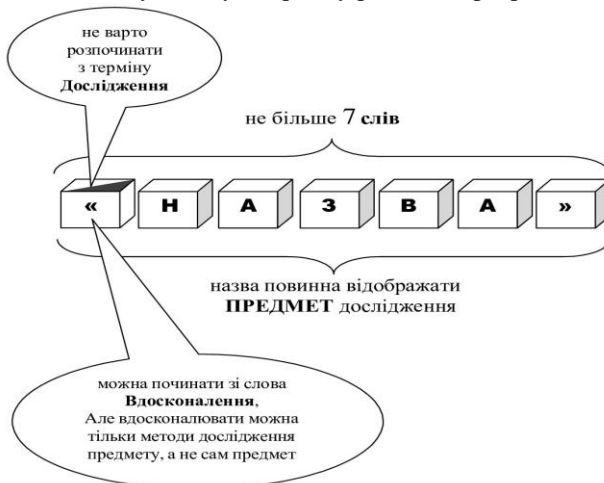 не варто
розпочинати
з терміну
Дослідження
не більше 7 слів
« Н А З В А »
назва повинна відображати
ПРЕДМЕТ дослідження
можна починати зі слова
Вдосконалення,
Але вдосконалювати можна
тільки методи дослідження
предмету, а не сам предмет